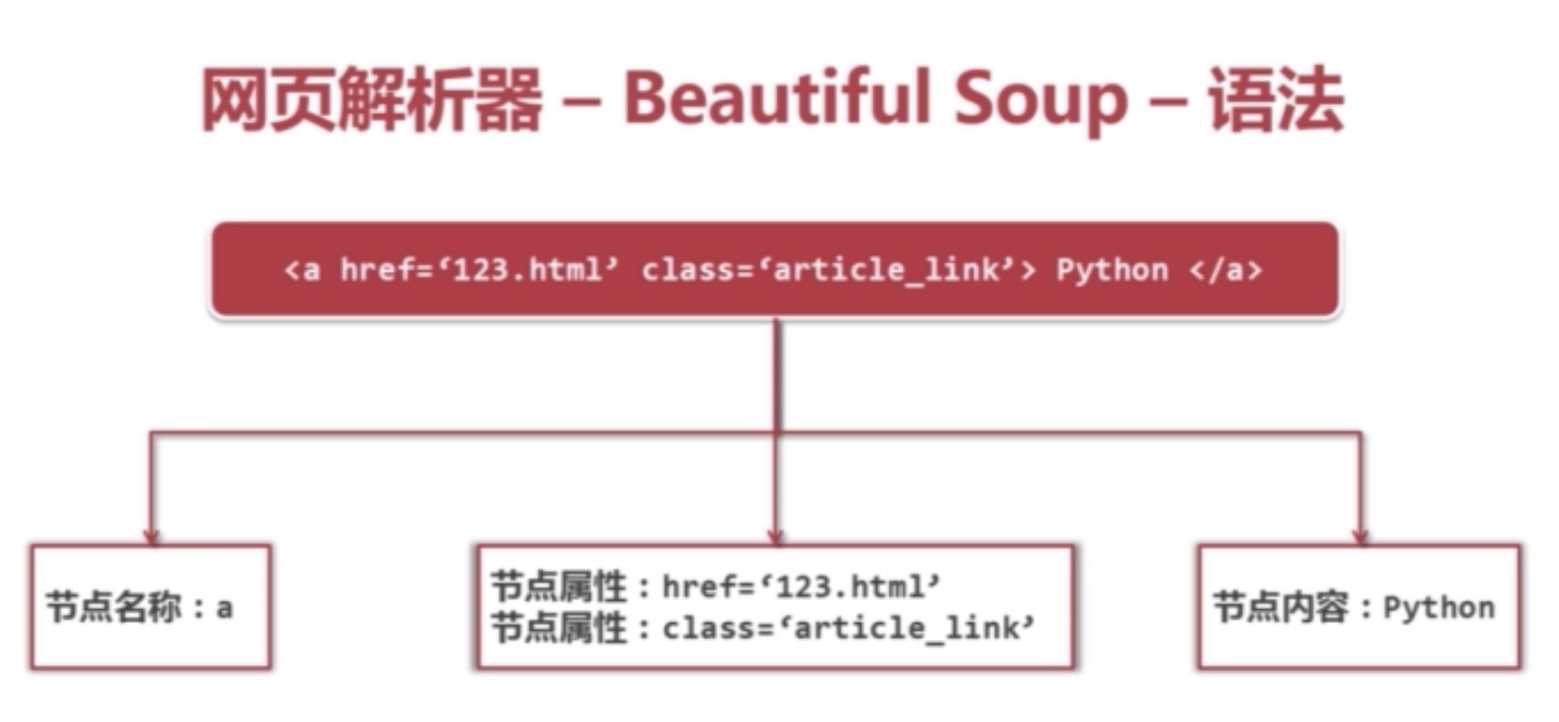 网页解析器 – Beautiful Soup – 语法
<a href=‘123.html’ class=‘article_link’> Python </a>
节点名称：a
节点属性：href=‘123.html’
节点属性：class=‘article_link’
节点内容：Python